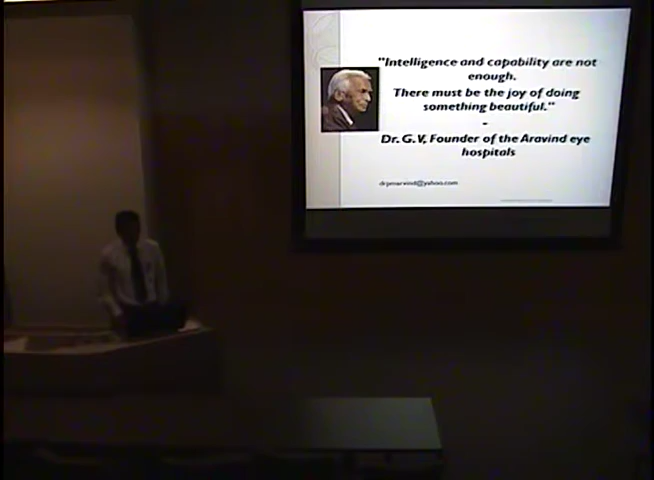 "Intelligence and capability are not
enough.
There must be the joy of doing
something beautiful."
-
Dr. G. V, Founder of the Aravind eye
hospitals